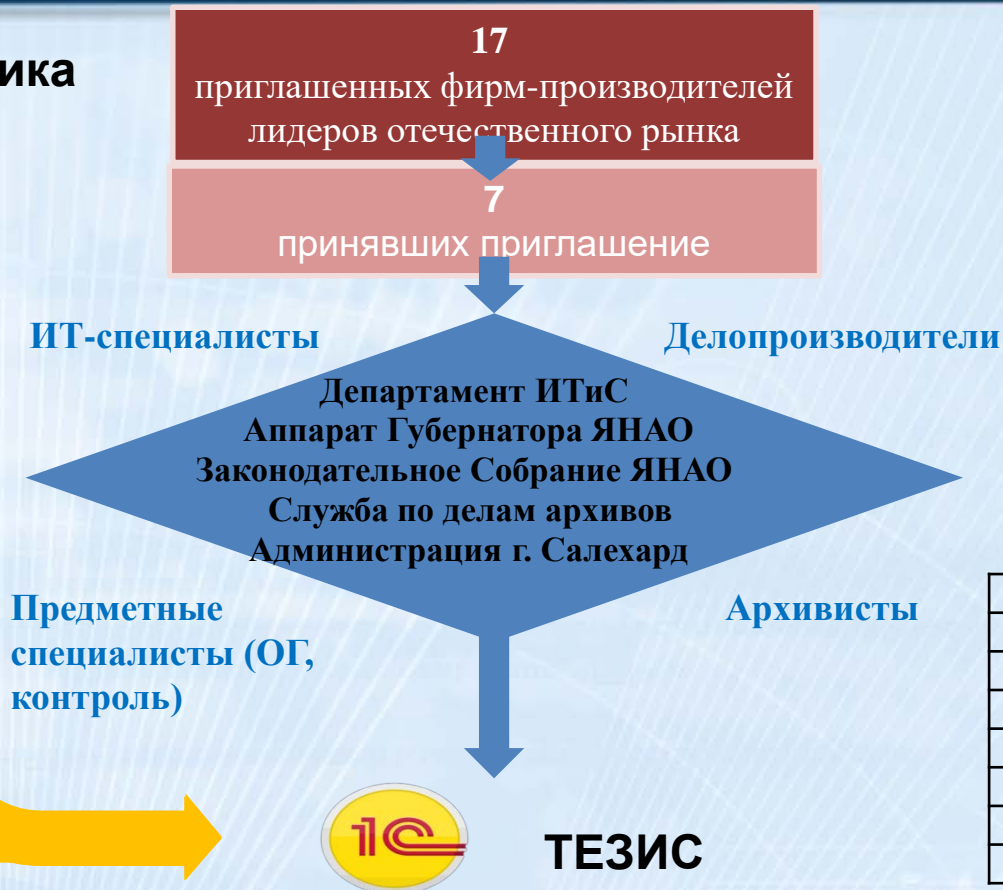 ика
17
приглашенных фирм-производителей
лидеров отечественного рынка
7
принявших приглашение
ИТ-специалисты
Делопроизводители
Департамент ИТиС
Аппарат Губернатора ЯНАО
Законодательное Собрание ЯНАО
Служба по делам архивов
Администрация г. Салехард
Предметные
специалисты (ОГ,
контроль)
Архивисты
1С
ТЕЗИС